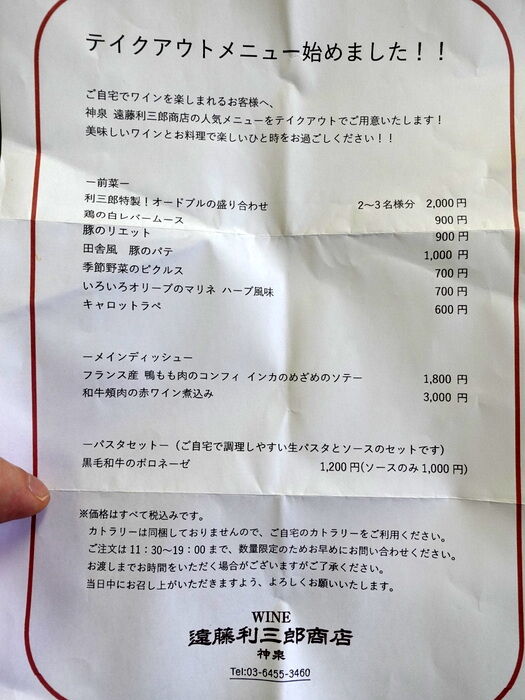 テイクアウトメニュー始めました！！
ご自宅でワインを楽しまれるお客様へ、
神泉 遠藤利三郎商店の人気メニューをテイクアウトでご用意いたします！
美味しいワインとお料理で楽しいひと時をお過ごしください！！
―前菜―
利三郎特製！オードブルの盛り合わせ 2～3名様分 2,000円
鶏の白レバームース 900円
豚のリエット 900円
田舎風 豚のパテ 1,000円
季節野菜のピクルス 700円
いろいろオリーブのマリネ ハーブ風味 700円
キャロットラペ 600円
―メインディッシュー
フランス産 鴨もも肉のコンフィ インカのめざめのソテー 1,800円
和牛頬肉の赤ワイン煮込み 3,000円
―パスタセット―（ご自宅で調理しやすい生パスタとソースのセットです）
黒毛和牛のボロネーゼ 1,200円(ソースのみ1,000円)
※価格はすべて税込みです。
カトラリーは同梱しておりませんので、ご自宅のカトラリーをご利用ください。
ご注文は11：30～19：00まで、数量限定のためお早めにお問い合わせください。
お渡しまでお時間をいただく場合がございますがご了承ください。
当日中にお召し上がいただきますよう、よろしくお願いいたします。
WINE
遠藤利三郎商店
神泉
Tel:03-6455-3460